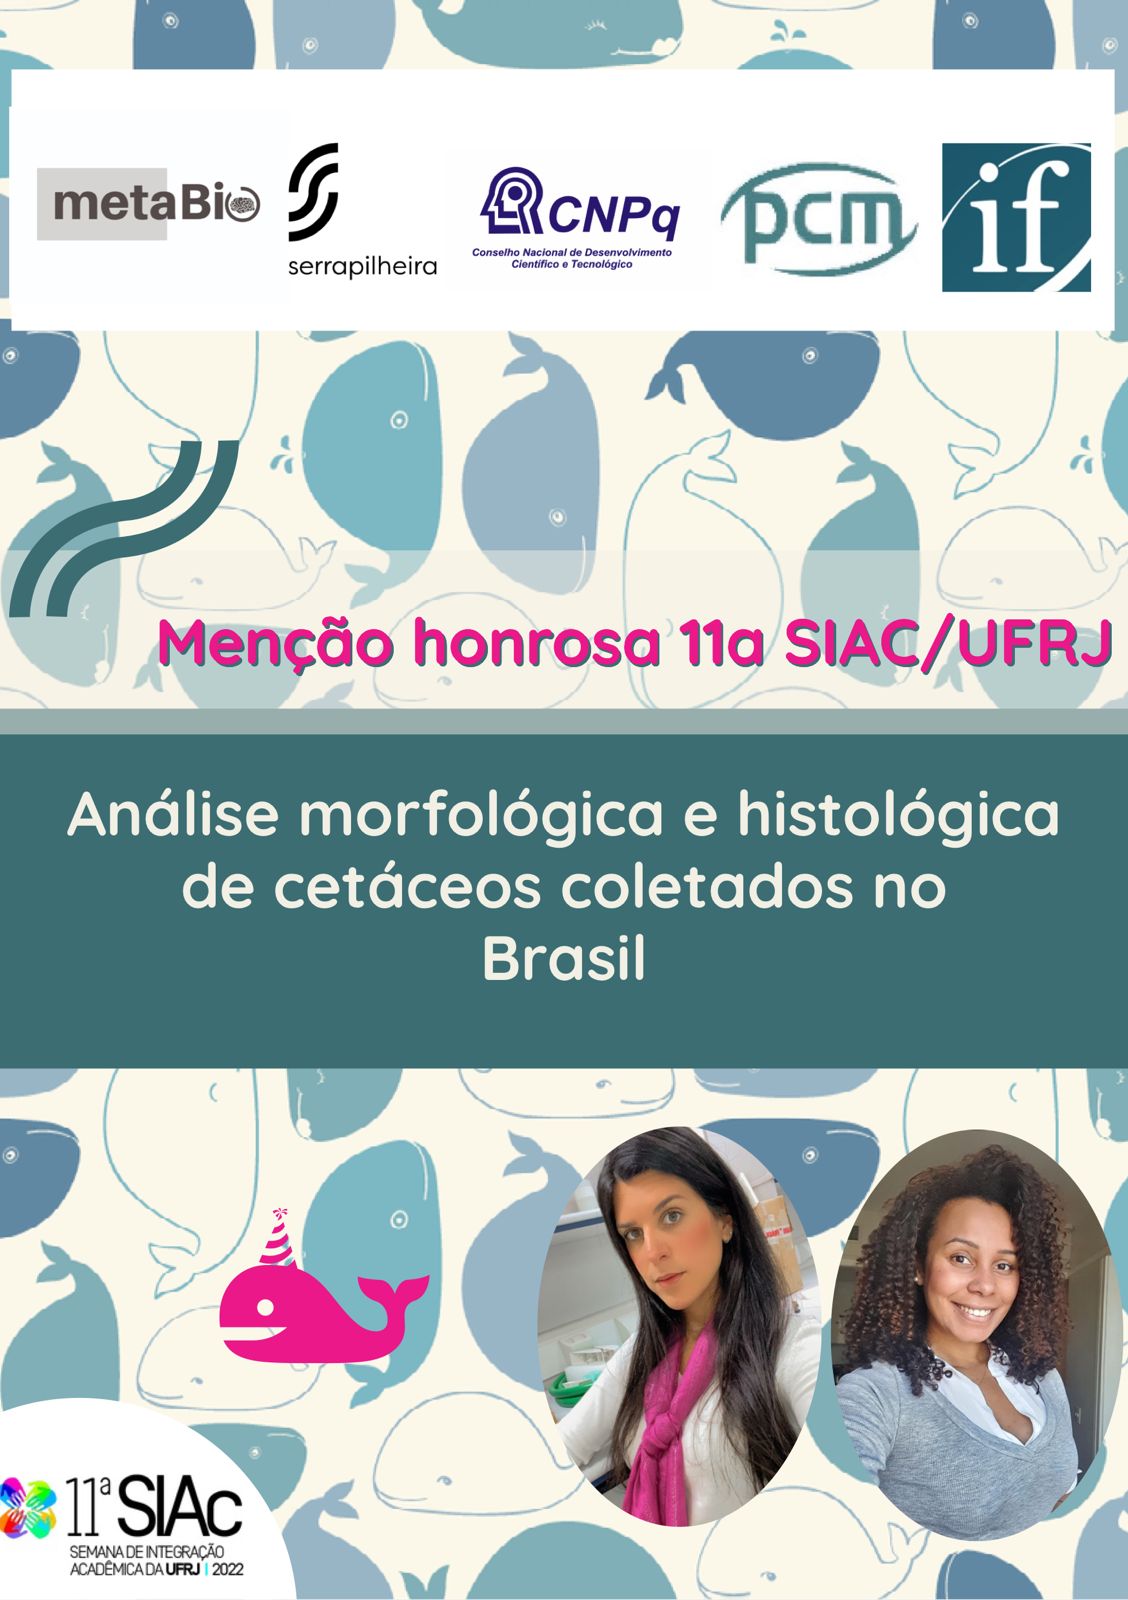 metaBio
serrapilheira
CNPq
Conselho Nacional de Desenvolvimento
Científico e Tecnológico
pcm
if
Menção honrosa 11a SIAC/UFRJ
Análise morfológica e histológica
de cetáceos coletados no
Brasil
11ª SIAc
SEMANA DE INTEGRAÇÃO
ACADÊMICA DA UFRJ | 2022